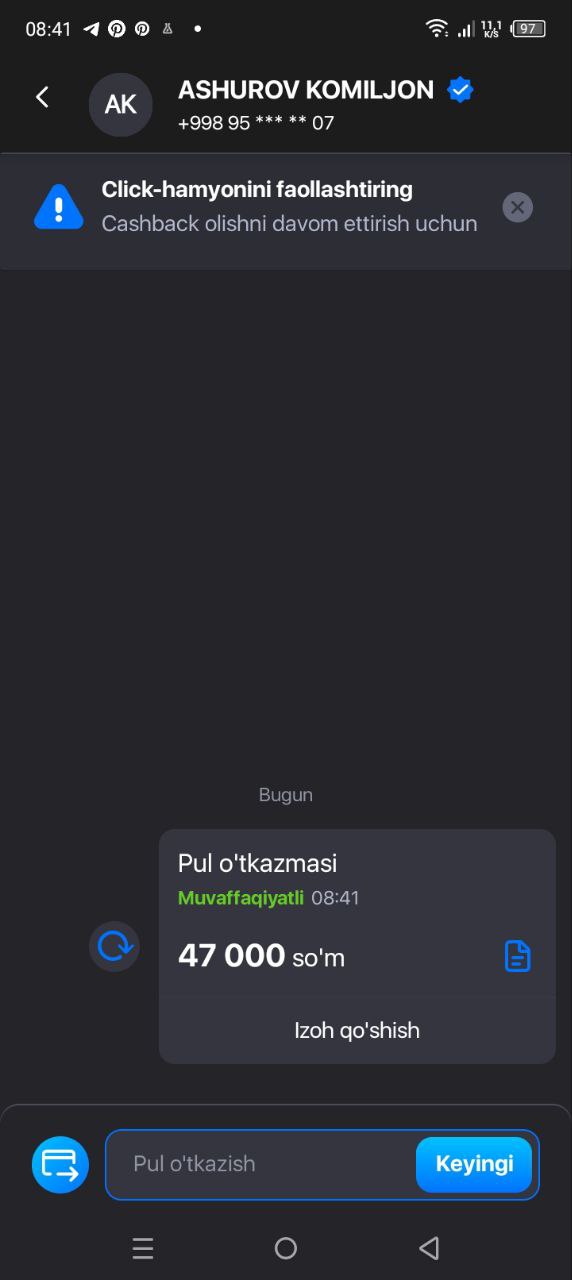 08:41
11,1
K/S
97
AK
ASHUROV KOMILJON
+998 95 *** ** 07
Click-hamyonini faollashtiring
Cashback olishni davom ettirish uchun
Bugun
Pul o'tkazmasi
Muvaffaqiyatli 08:41
47 000 so'm
Izoh qo'shish
Pul o'tkazish
Keyingi